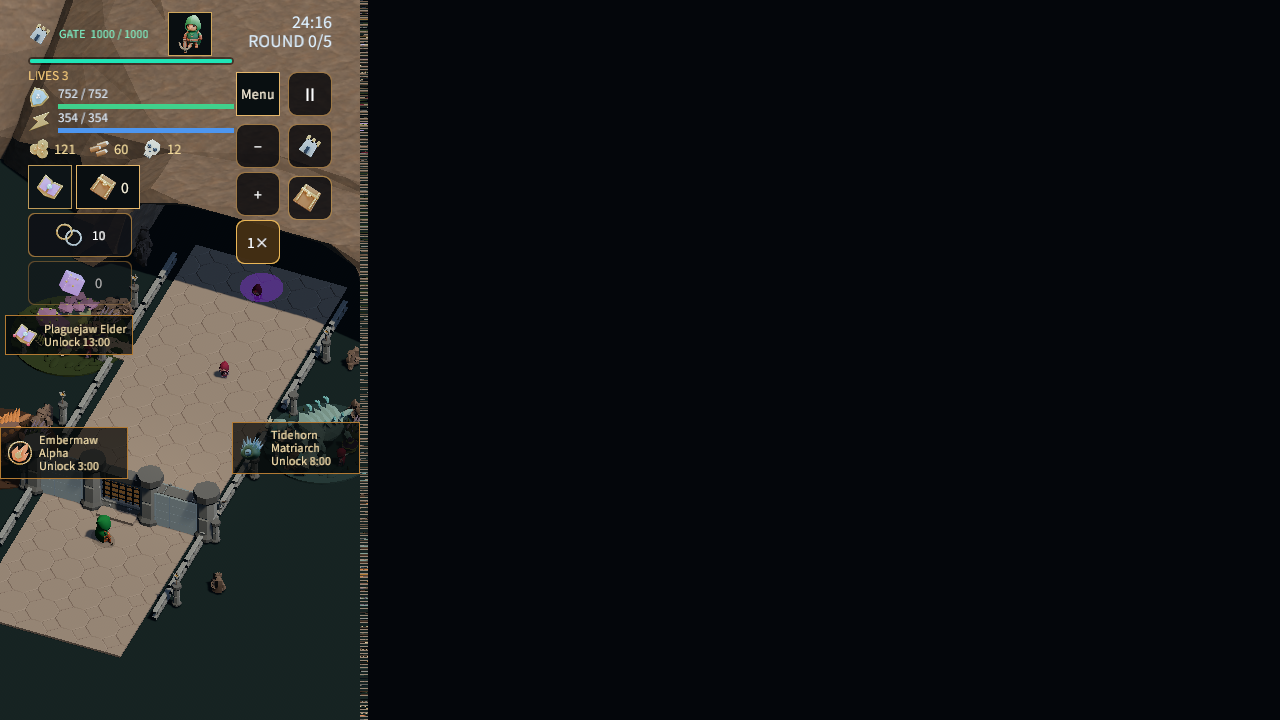 GATE 1000 / 1000
24:16
ROUND 0/5
LIVES 3
752 / 752
354 / 354
121
60
12
Menu
0
10
1×
0
Plaguejaw Elder
Unlock 13:00
Embermaw
Alpha
Unlock 3:00
Tidehorn
Matriarch
Unlock 8:00